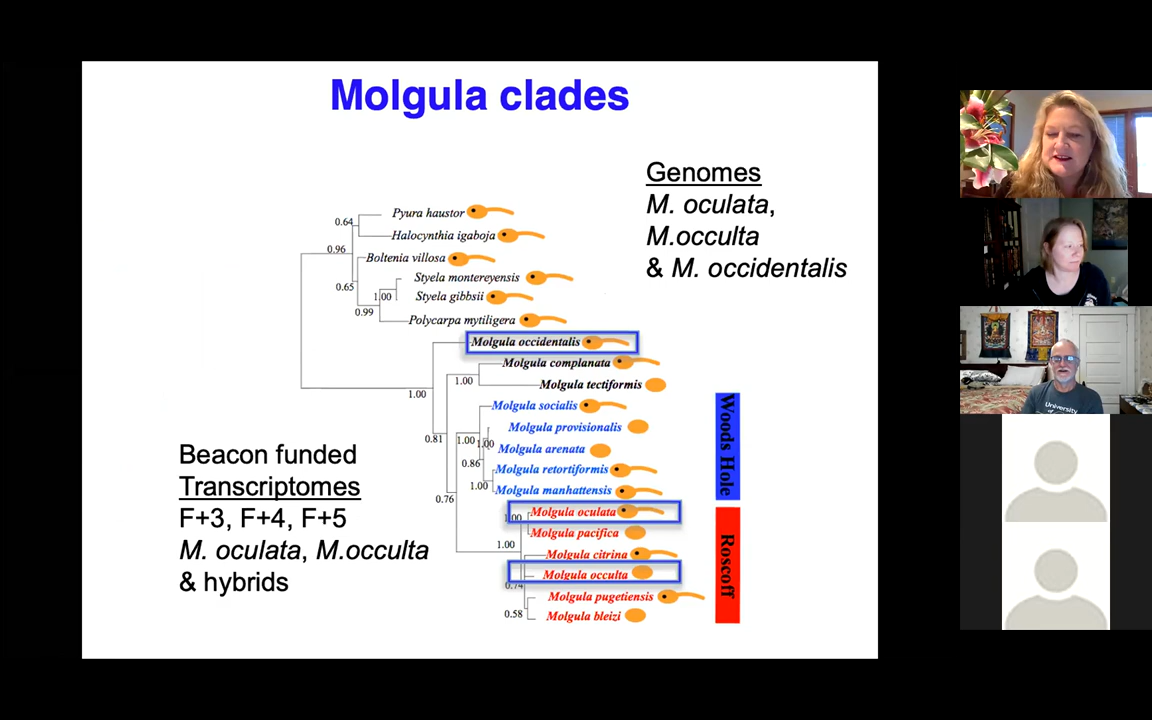 Molgula clades
Genomes
M. oculata,
M.occulta
& M. occidentalis
Pyura haustor
0.64
Halocynthia igaboja
0.96
Boltenia villosa
Styela montereyensis
0.65
1.00
Styela gibbsii
0.99
Polycarpa mytiligera
Molgula occidentalis
Molgula complanata
1.00
Molgula tectiformis
1.00
Molgula socialis
Molgula provisionalis
0.81
1.00
1.00
Molgula arenata
0.86
Molgula retortiformis
1.00
Molgula manhattensis
0.76
Molgula oculata
1.00
Molgula pacifica
1.00
Molgula citrina
Molgula occulta
0.74
Molgula pugetiensis
0.58
Molgula bleizi
Woods Hole
Roscoff
Beacon funded
Transcriptomes
F+3, F+4, F+5
M. oculata, M.occulta
& hybrids
University